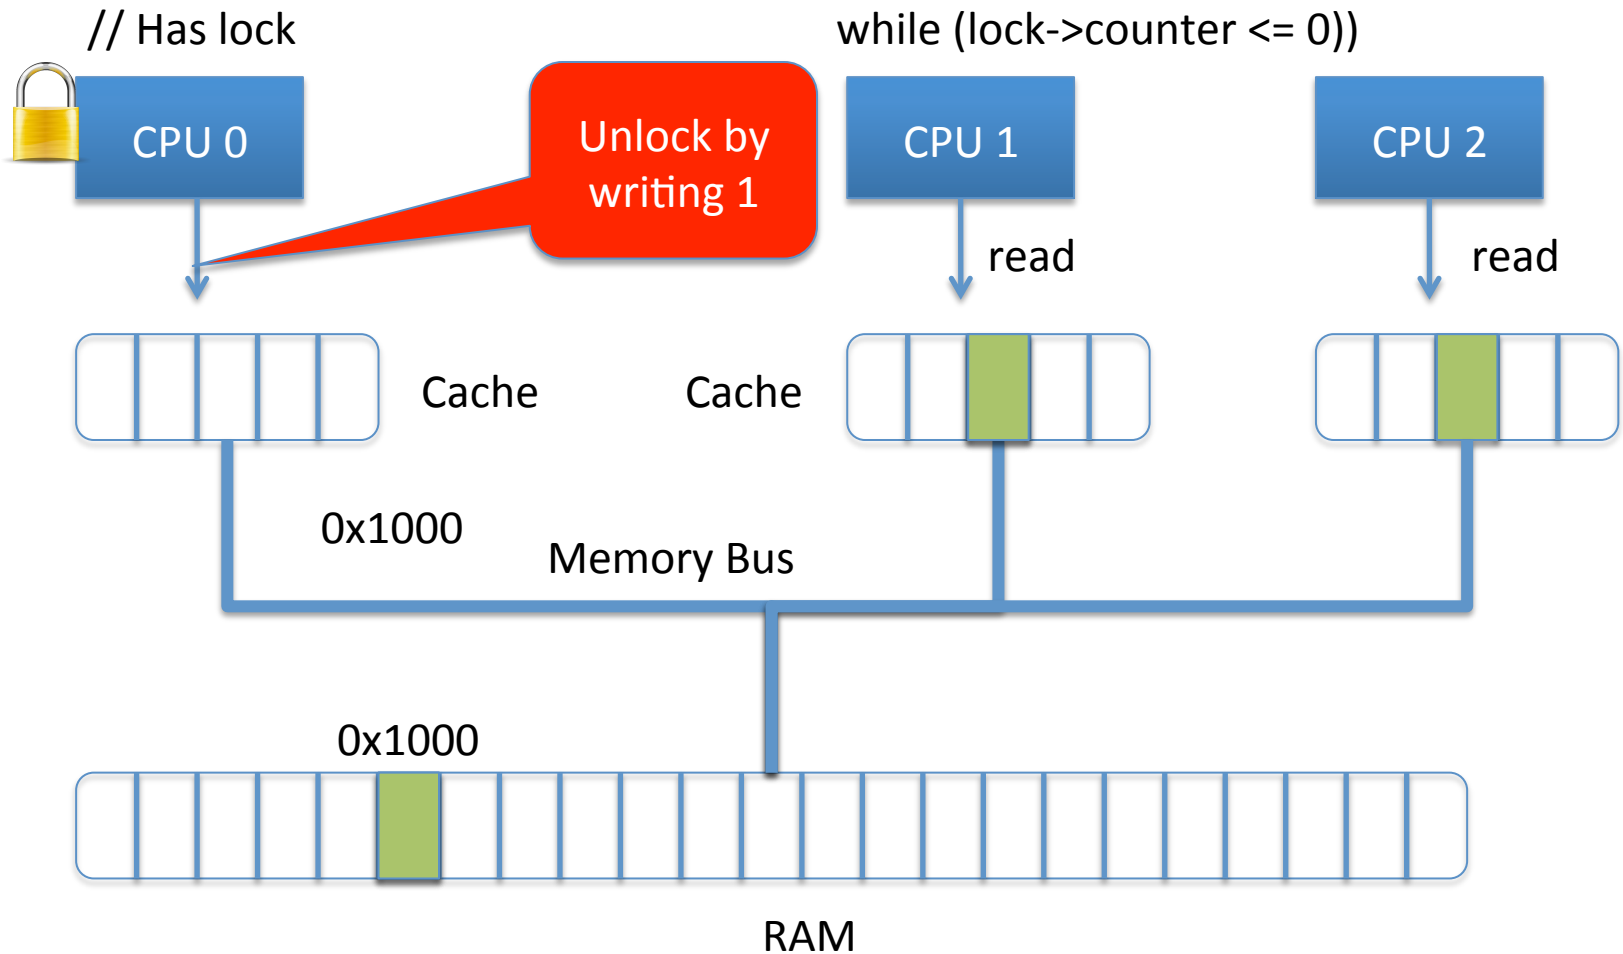 // Has lock
while (lock->counter <= 0))
CPU 0
Unlock by
writing 1
CPU 1
CPU 2
read
read
Cache
Cache
0x1000
Memory Bus
0x1000
RAM